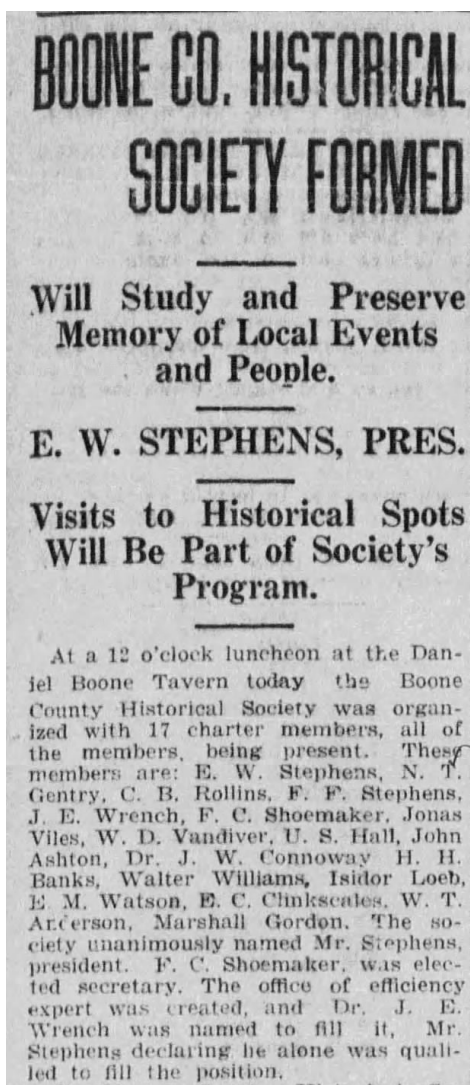 BOONE CO. HISTORICAL
SOCIETY FORMED
Will Study and Preserve
Memory of Local Events
and People.
E. W. STEPHENS, PRES.
Visits to Historical Spots
Will Be Part of Society's
Program.
At a 12 o'clock luncheon at the Dan-
iel Boone Tavern today the Boone
County Historical Society was organ-
ized with 17 charter members, all of
the members, being present. These
members are: E. W. Stephens, N. T.
Gentry, C. B. Rollins, F. F. Stephens,
J. E. Wrench, F. C. Shoemaker, Jonas
Viles, W. D. Vandiver, U. S. Hall, John
Ashton, Dr. J. W. Connoway H. H.
Banks, Walter Williams, Isidor Loeb,
E M. Watson, E. C. Clinkscales, W. T.
Anderson, Marshall Gordon. The so-
ciety unanimously named Mr. Stephens,
president. F. C. Shoemaker, was elec-
ted secretary. The office of efficiency
expert was created, and Dr. J. E.
Wrench was named to fill it, Mr.
Stephens declaring he alone was quali-
led to fill the position.